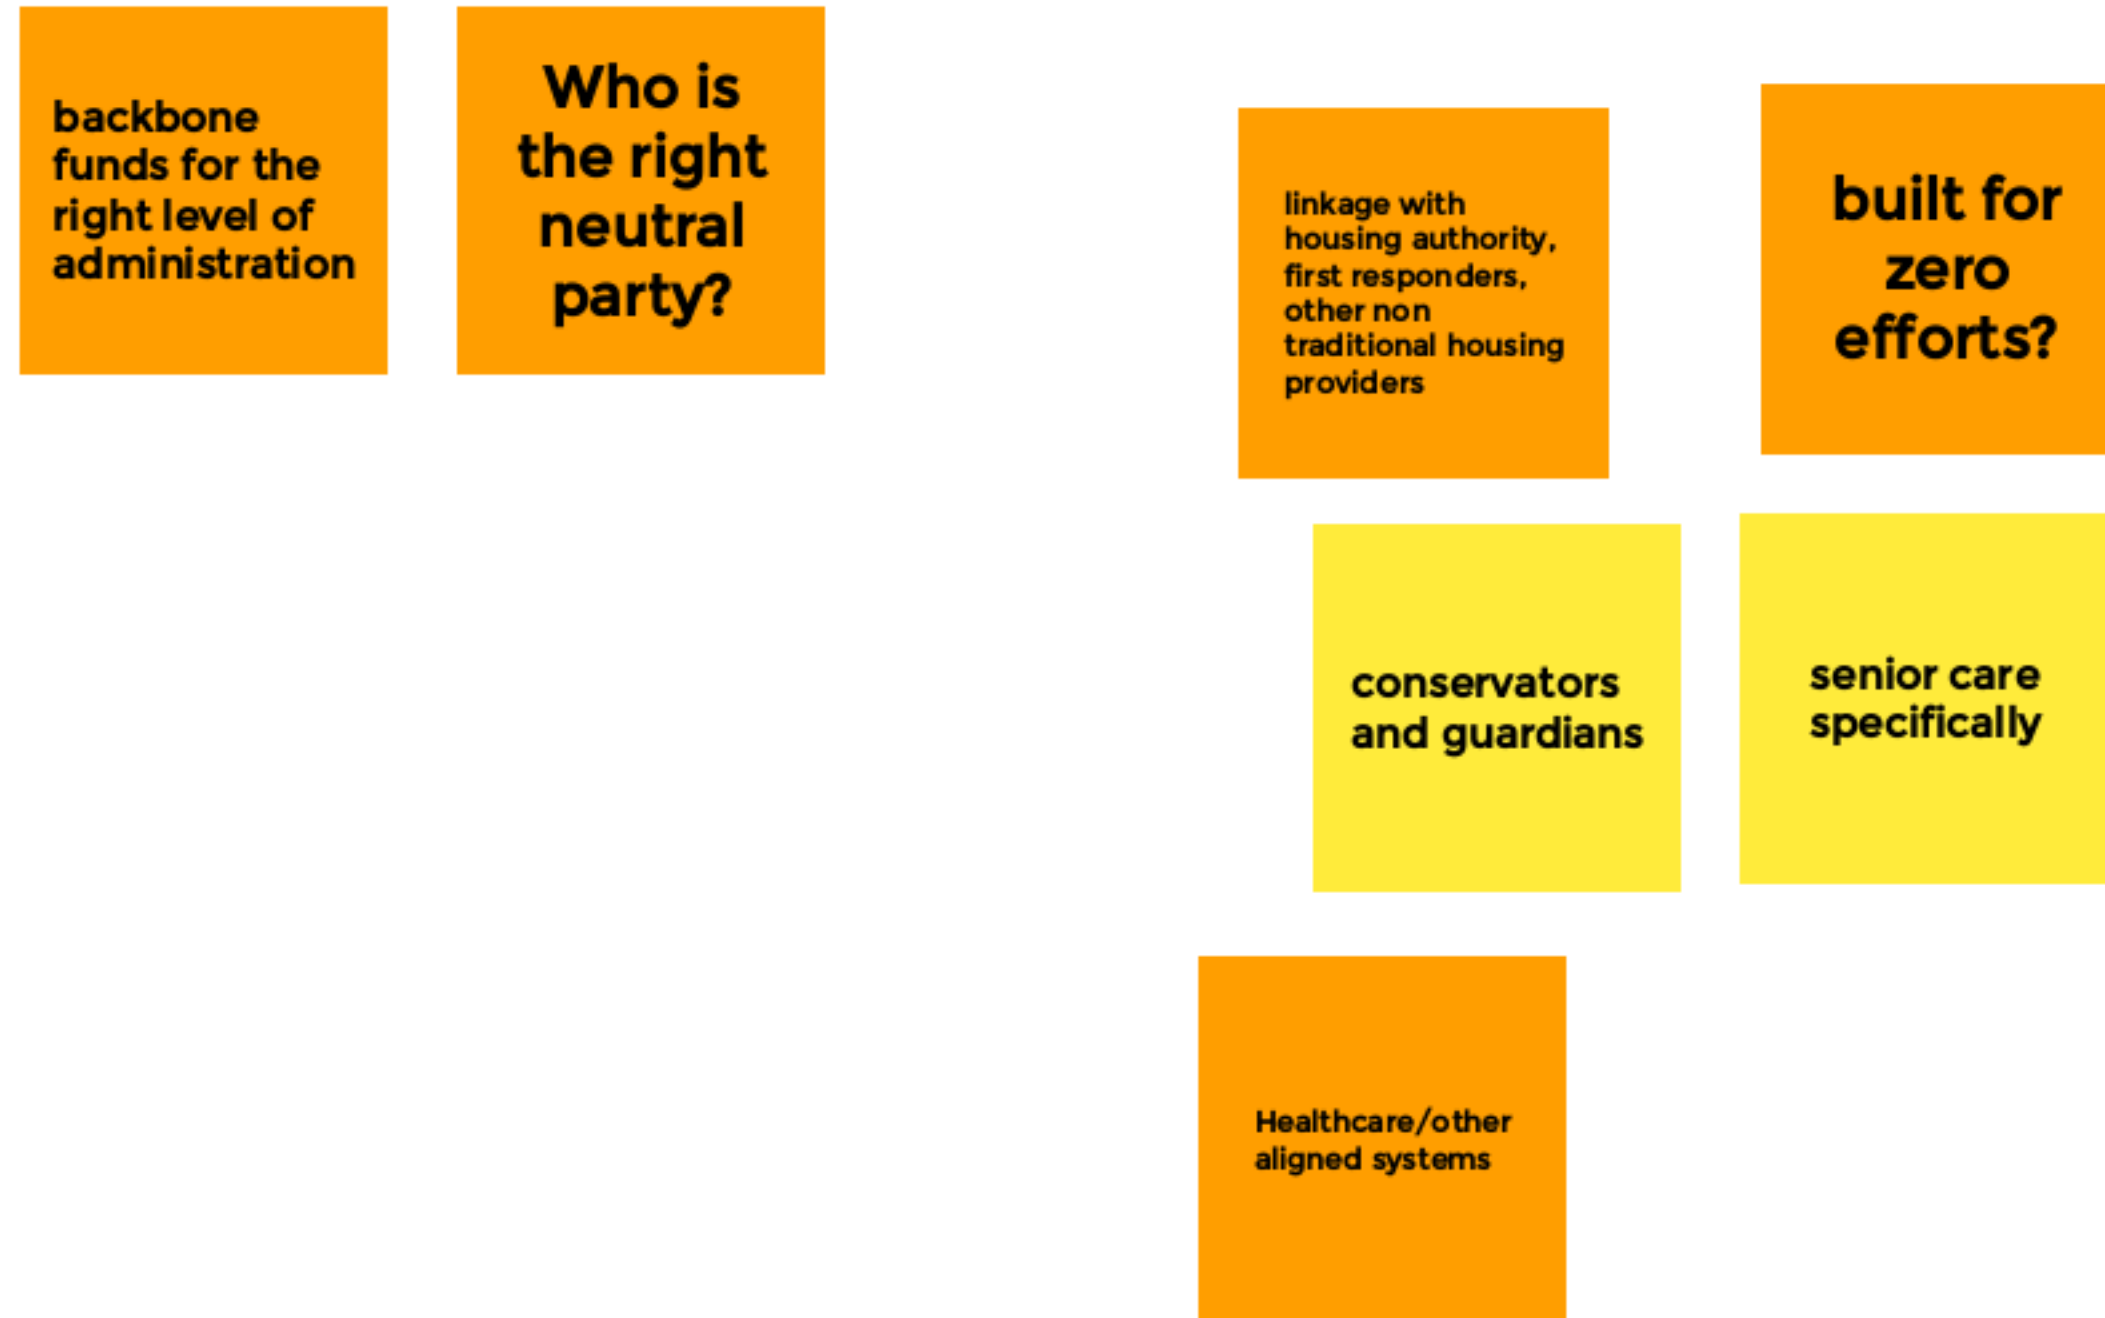 backbone
funds for the
right level of
administration
Who is
the right
neutral
party?
linkage with
housing authority,
first responders,
other non
traditional housing
providers
built for
zero
efforts?
conservators
and guardians
senior care
specifically
Healthcare/other
aligned systems